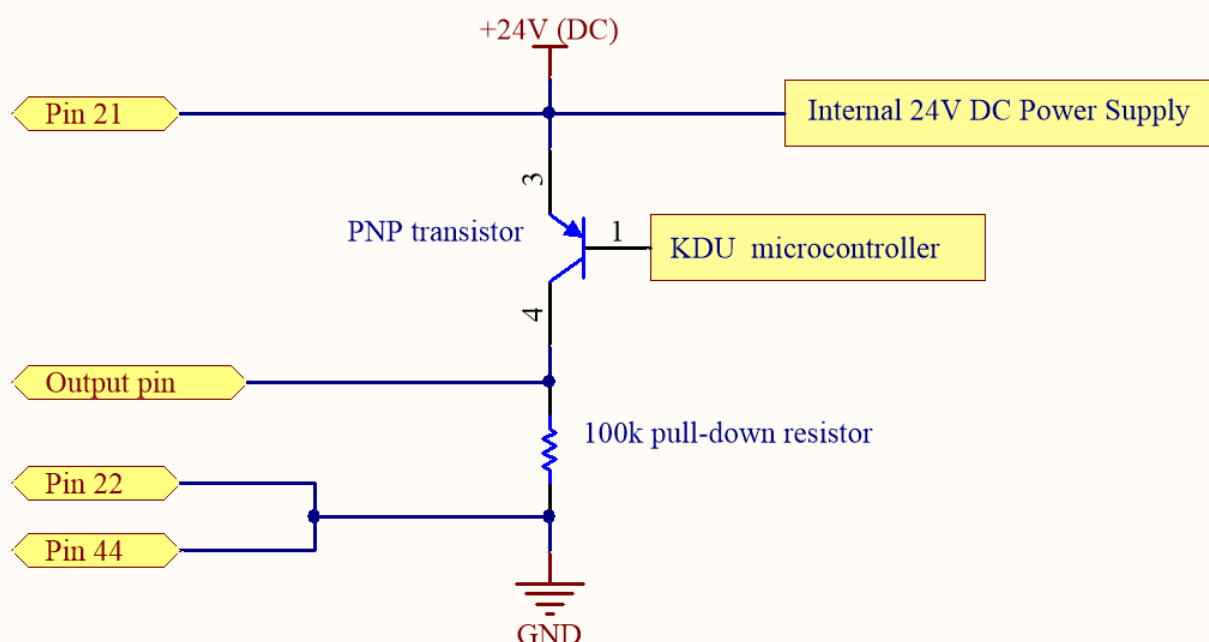 +24V (DC)
Pin 21
Internal 24V DC Power Supply
3
PNP transistor
1
KDU microcontroller
4
Output pin
100k pull-down resistor
Pin 22
Pin 44
GND